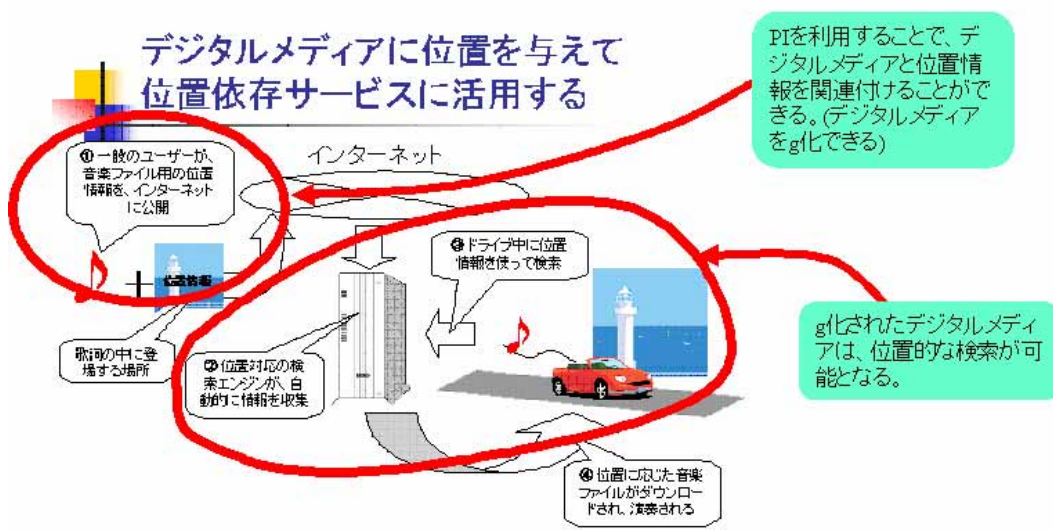 デジタルメディアに位置を与えて
位置依存サービスに活用する
PIを利用することで、デ
ジタルメディアと位置情
報を関連付けることがで
きる。(デジタルメディア
をg化できる)
① 一般のユーザーが、
音楽ファイル用の位置
情報を、インターネット
に公開
インターネット
③ ドライブ中に位置
情報を使って検索
位置情報
歌詞の中に登
場する場所
② 位置対応の検
索エンジンが、自
動的に情報を収集
g化されたデジタルメディ
アは、位置的な検索が可
能となる。
④ 位置に応じた音楽
ファイルがダウンロー
ドされ、演奏される